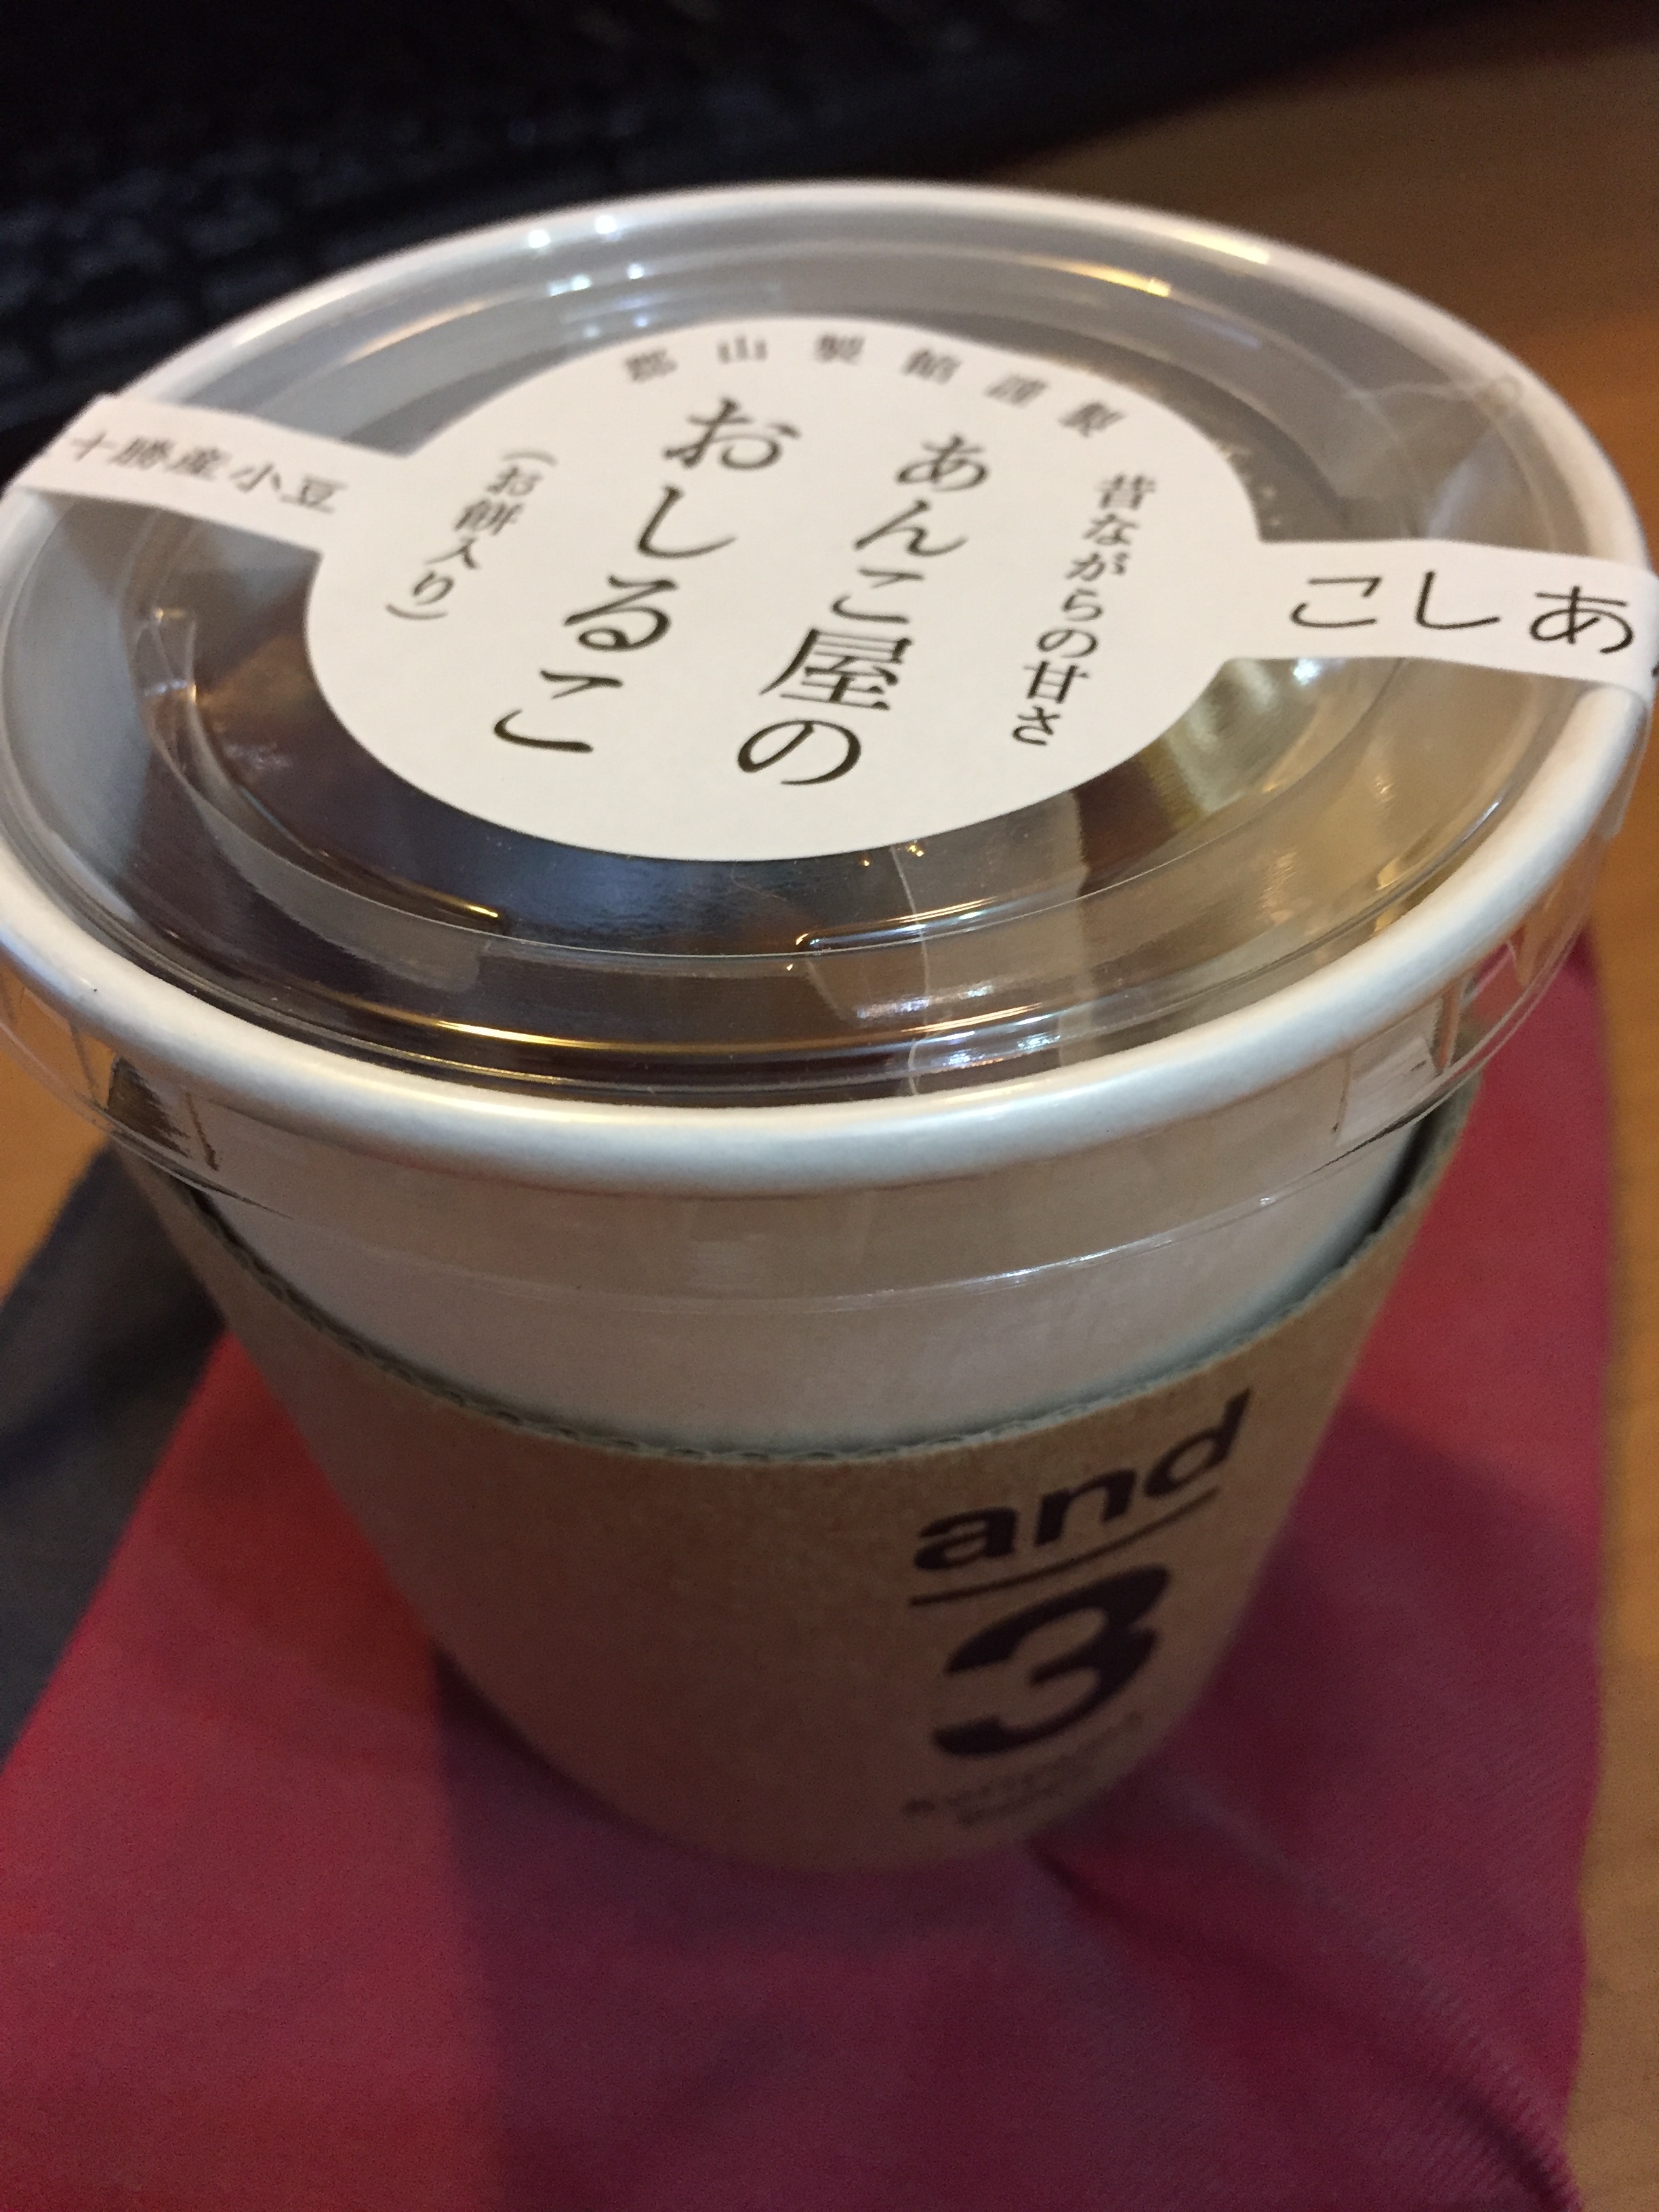 郡山製餡謹製
昔ながらの甘さ
あんこ屋の
おしるこ
（お餅入り）
十勝産小豆
こしあ
and
3